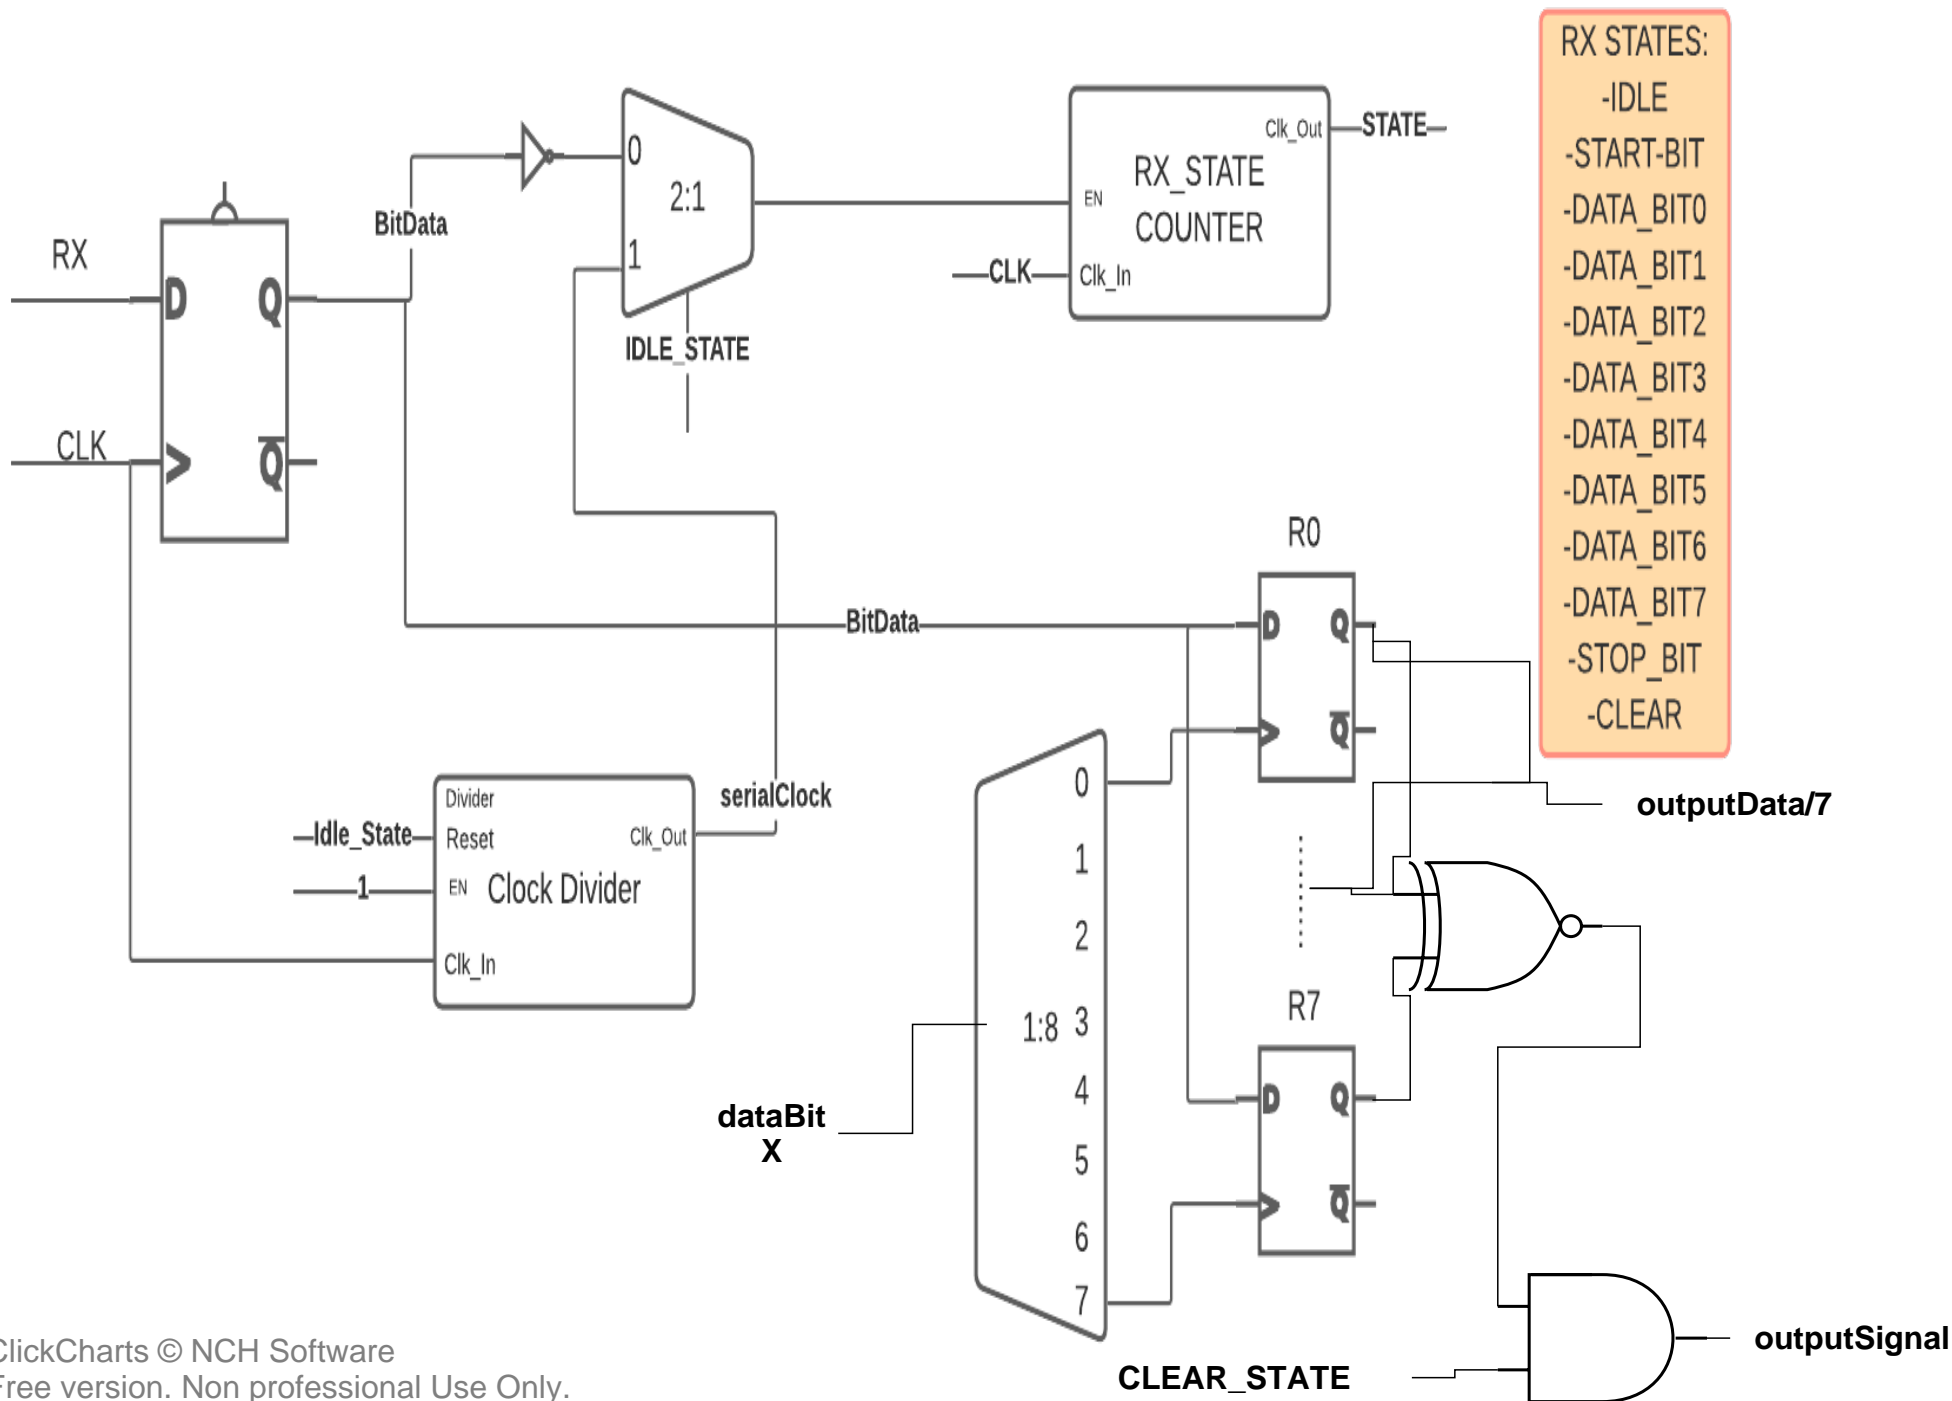 RX STATES:
-IDLE
-START-BIT
-DATA_BIT0
-DATA_BIT1
-DATA_BIT2
-DATA_BIT3
-DATA_BIT4
-DATA_BIT5
-DATA_BIT6
-DATA_BIT7
-STOP_BIT
-CLEAR
RX
CLK
D
Q
>
Q̅
BitData
0
2:1
1
IDLE_STATE
Clk_Out
STATE
RX_STATE
COUNTER
EN
CLK
Clk_In
BitData
R0
D
Q
>
Q̅
Divider
Idle_State
Reset
Clk_Out
serialClock
1
EN
Clock Divider
Clk_In
outputData/7
0
1
2
1:8
3
4
5
6
7
dataBit
X
R7
D
Q
>
Q̅
CLEAR_STATE
outputSignal
ClickCharts © NCH Software
Free version. Non professional Use Only.